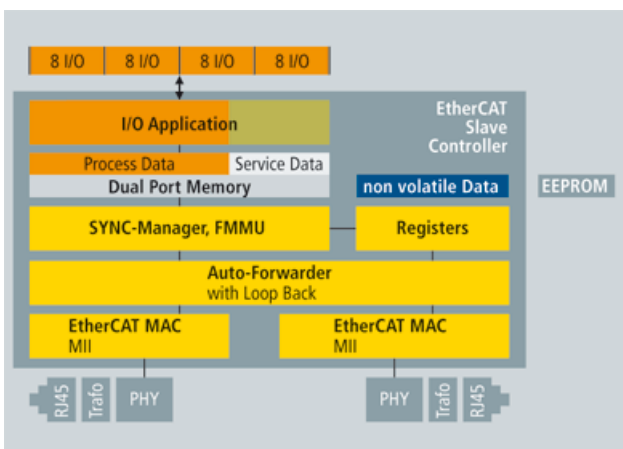 8 I/O 8 I/O 8 I/O 8 I/O
EtherCAT
Slave
Controller
I/O Application
Process Data Service Data
Dual Port Memory
non volatile Data
EEPROM
SYNC-Manager, FMMU
Registers
Auto-Forwarder
with Loop Back
EtherCAT MAC
MII
EtherCAT MAC
MII
RJ45 Trafo PHY
PHY Trafo RJ45